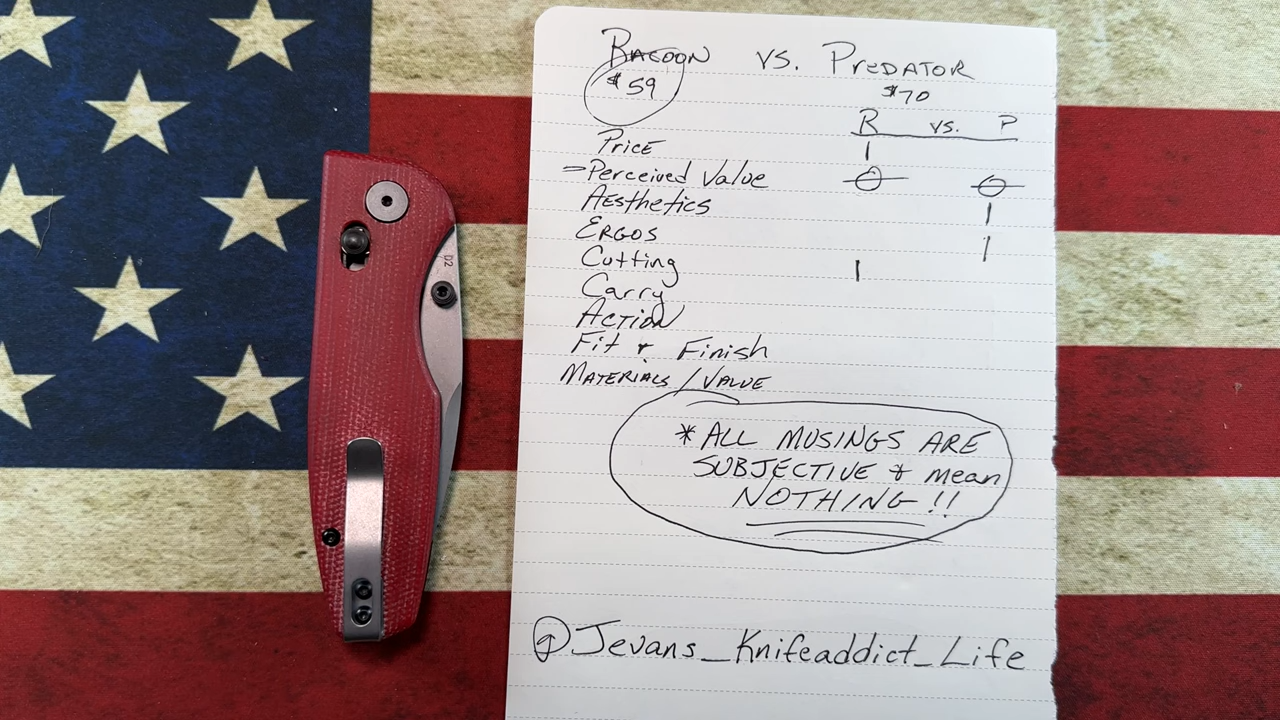 D2
RACOON VS. PREDATOR
$59 $70
R VS. P
Price
Perceived Value
Aesthetics
ERGOS
Cutting
Carry
ACTION
Fit + Finish
MATERIALS / VALUE
* ALL MUSINGS ARE
SUBJECTIVE + mean
NOTHING!!
@Jevans_Knifeaddict_Life